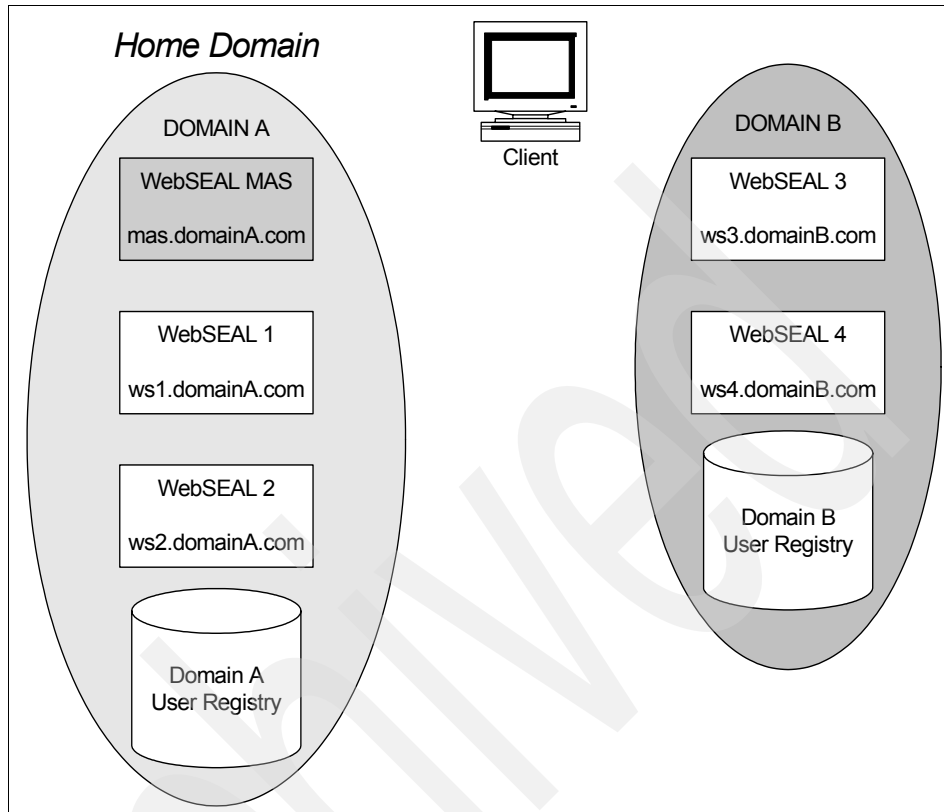 Home Domain
DOMAIN A
WebSEAL MAS
mas.domainA.com
WebSEAL 1
ws1.domainA.com
WebSEAL 2
ws2.domainA.com
Domain A
User Registry
Client
DOMAIN B
WebSEAL 3
ws3.domainB.com
WebSEAL 4
ws4.domainB.com
Domain B
User Registry
hived